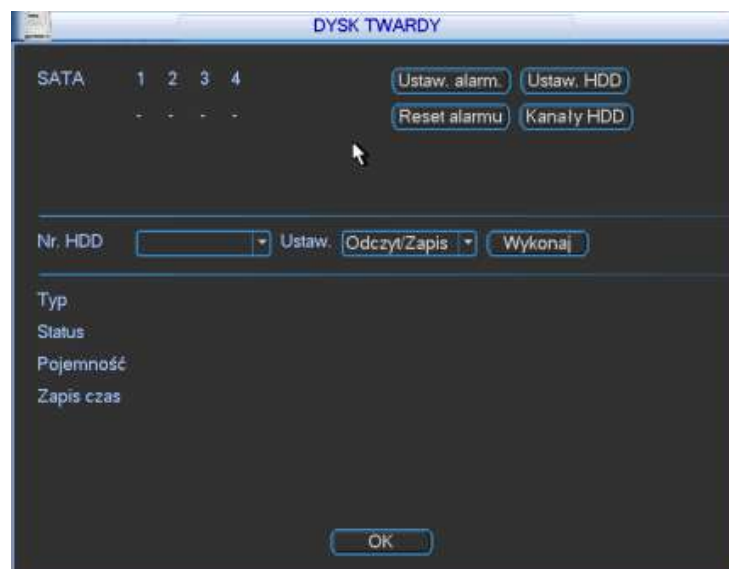 DYSK TWARDY
SATA 1 2 3 4 Ustaw. alarm. Ustaw. HDD
- - - - Reset alarmu Kanały HDD
Nr. HDD Ustaw. Odczyt/Zapis Wykonaj
Typ
Status
Pojemność
Zapis czas
OK